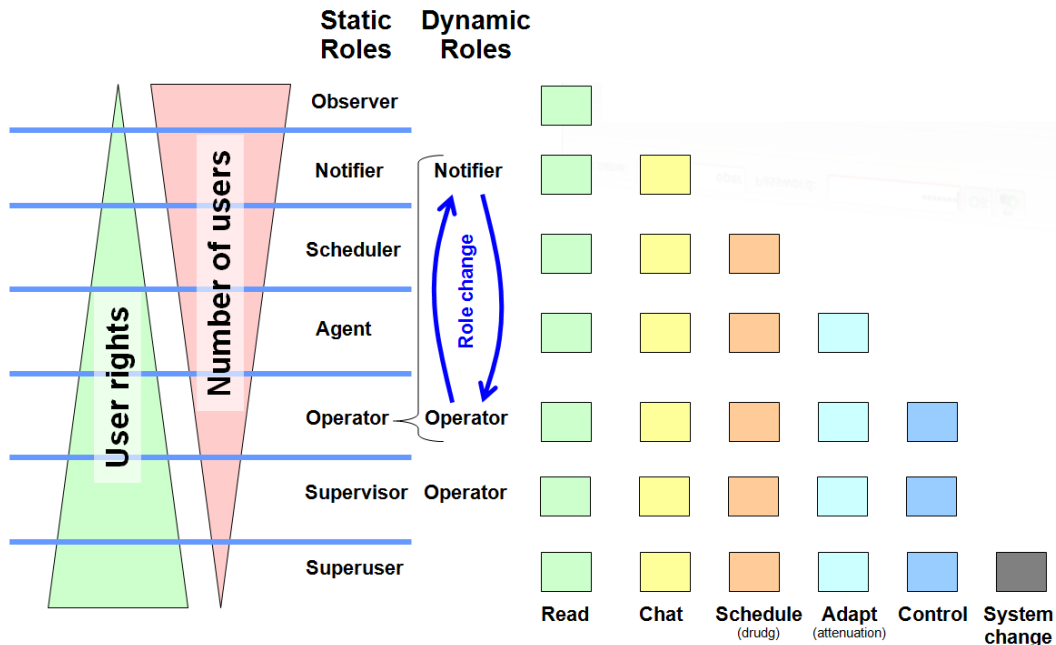 Static Dynamic
Roles Roles
Observer
Notifier Notifier
Scheduler
Agent
Operator Operator
Supervisor Operator
Superuser
User rights
Number of users
Role change
Read Chat Schedule Adapt Control System
(drudg) (attenuation) change